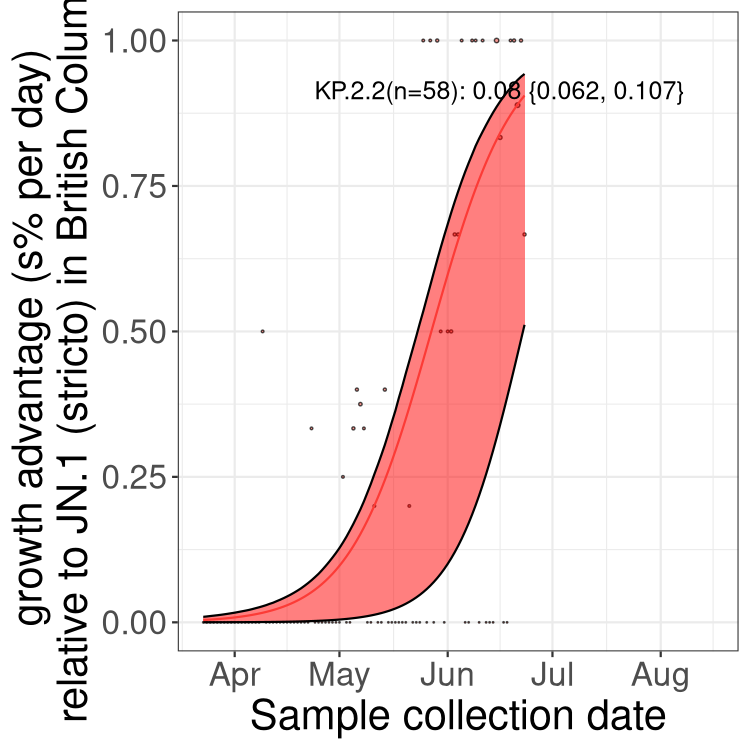 growth advantage (s% per day)
relative to JN.1 (stricto) in British Colum
1.00
0.75
0.50
0.25
0.00
KP.2.2(n=58): 0.08 {0.062, 0.107}
Apr May Jun Jul Aug
Sample collection date